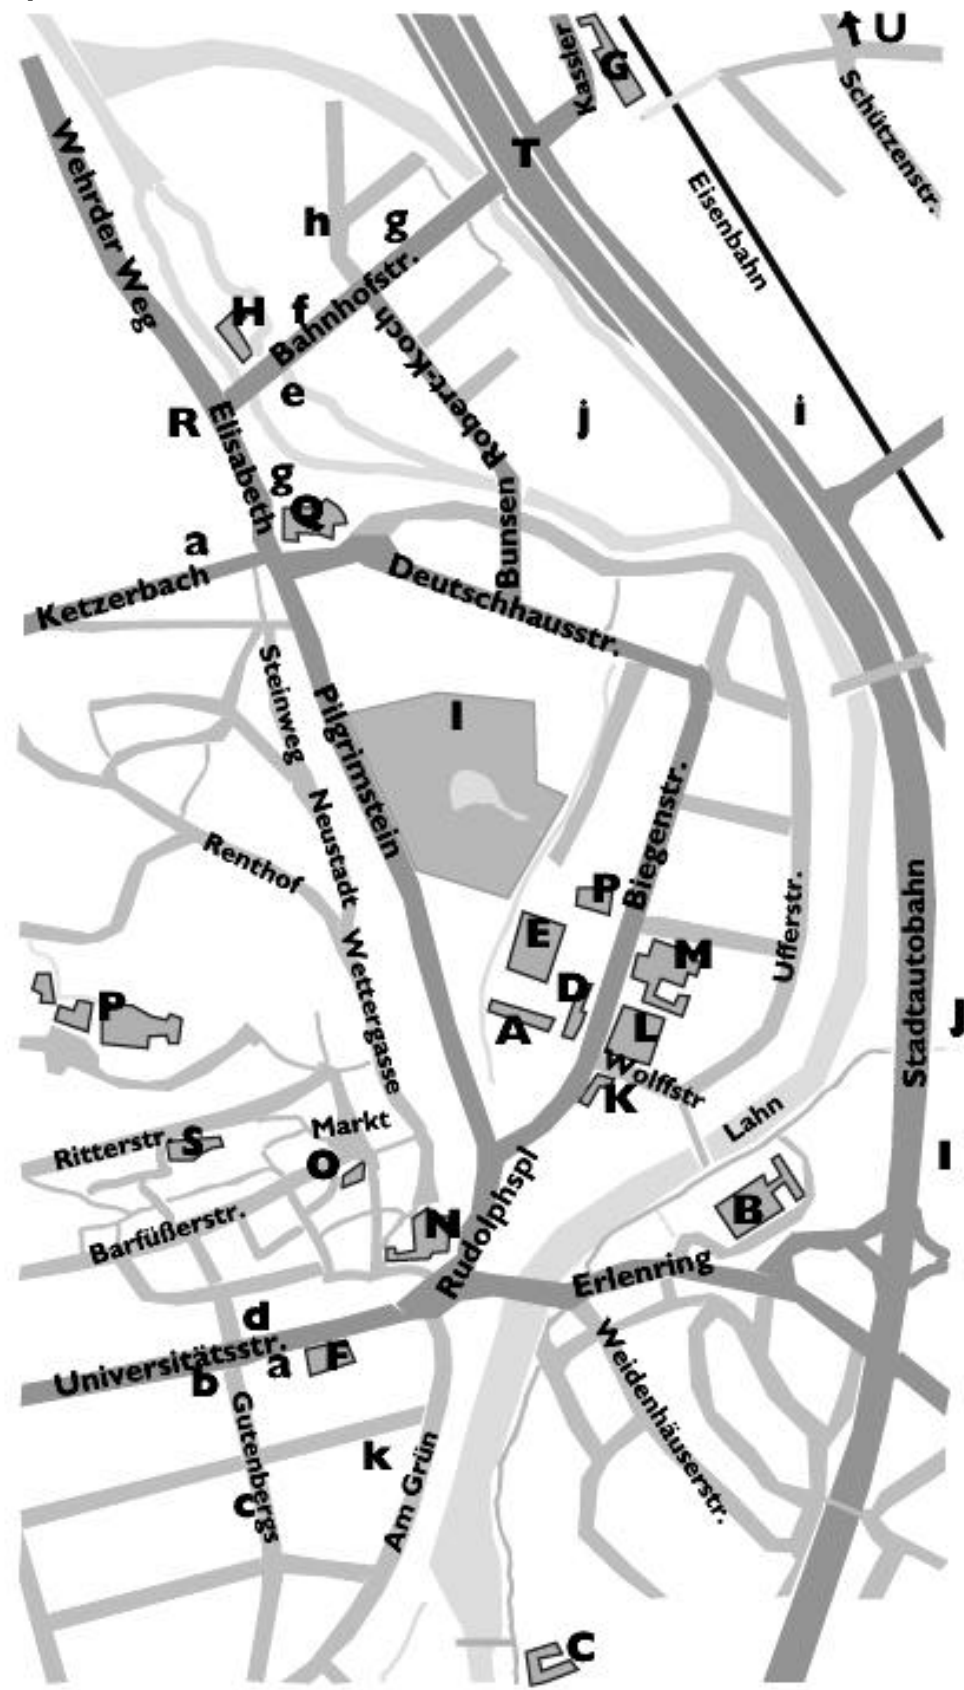 U
G
Kassler
Schützenstr.
T
Wehrder Weg
Eisenbahn
h
g
H
f
Bahnhofstr.
Robert-Koch
e
R
Elisabeth
j
i
g
Q
a
Bunsen
Ketzerbach
Deutschhausstr.
Steinweg
Pilgrimstein
I
Neustadt
Biegenstr.
Renthof
P
E
M
Ufferstr.
Wettergasse
Stadtautobahn
P
D
A
L
J
Wolffstr
K
Lahn
Markt
Ritterstr.
S
O
I
B
Barfüßerstr.
N
Rudolphspl
Erlenring
d
Universitätsstr.
a
F
b
Weidenhäuserstr.
Gutenbergs
k
Am Grün
c
C